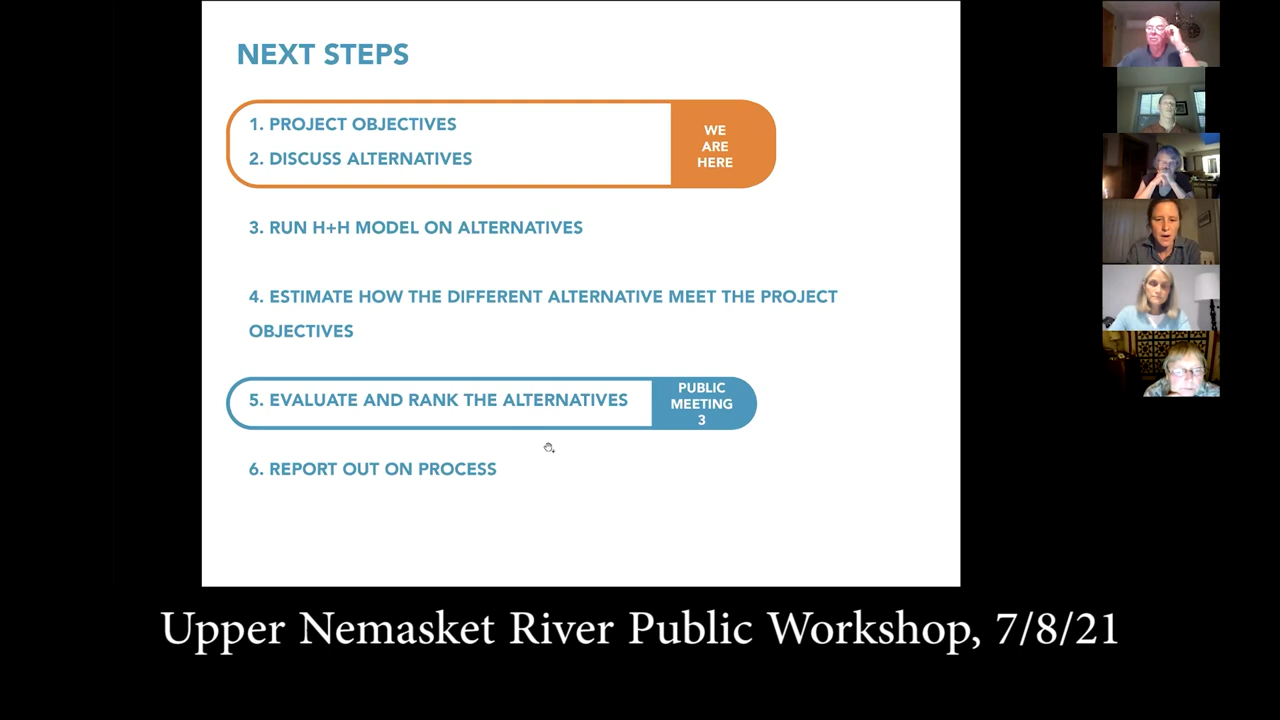 NEXT STEPS
1. PROJECT OBJECTIVES
2. DISCUSS ALTERNATIVES
WE
ARE
HERE
3. RUN H+H MODEL ON ALTERNATIVES
4. ESTIMATE HOW THE DIFFERENT ALTERNATIVE MEET THE PROJECT
OBJECTIVES
5. EVALUATE AND RANK THE ALTERNATIVES
PUBLIC
MEETING
3
6. REPORT OUT ON PROCESS
Upper Nemasket River Public Workshop, 7/8/21